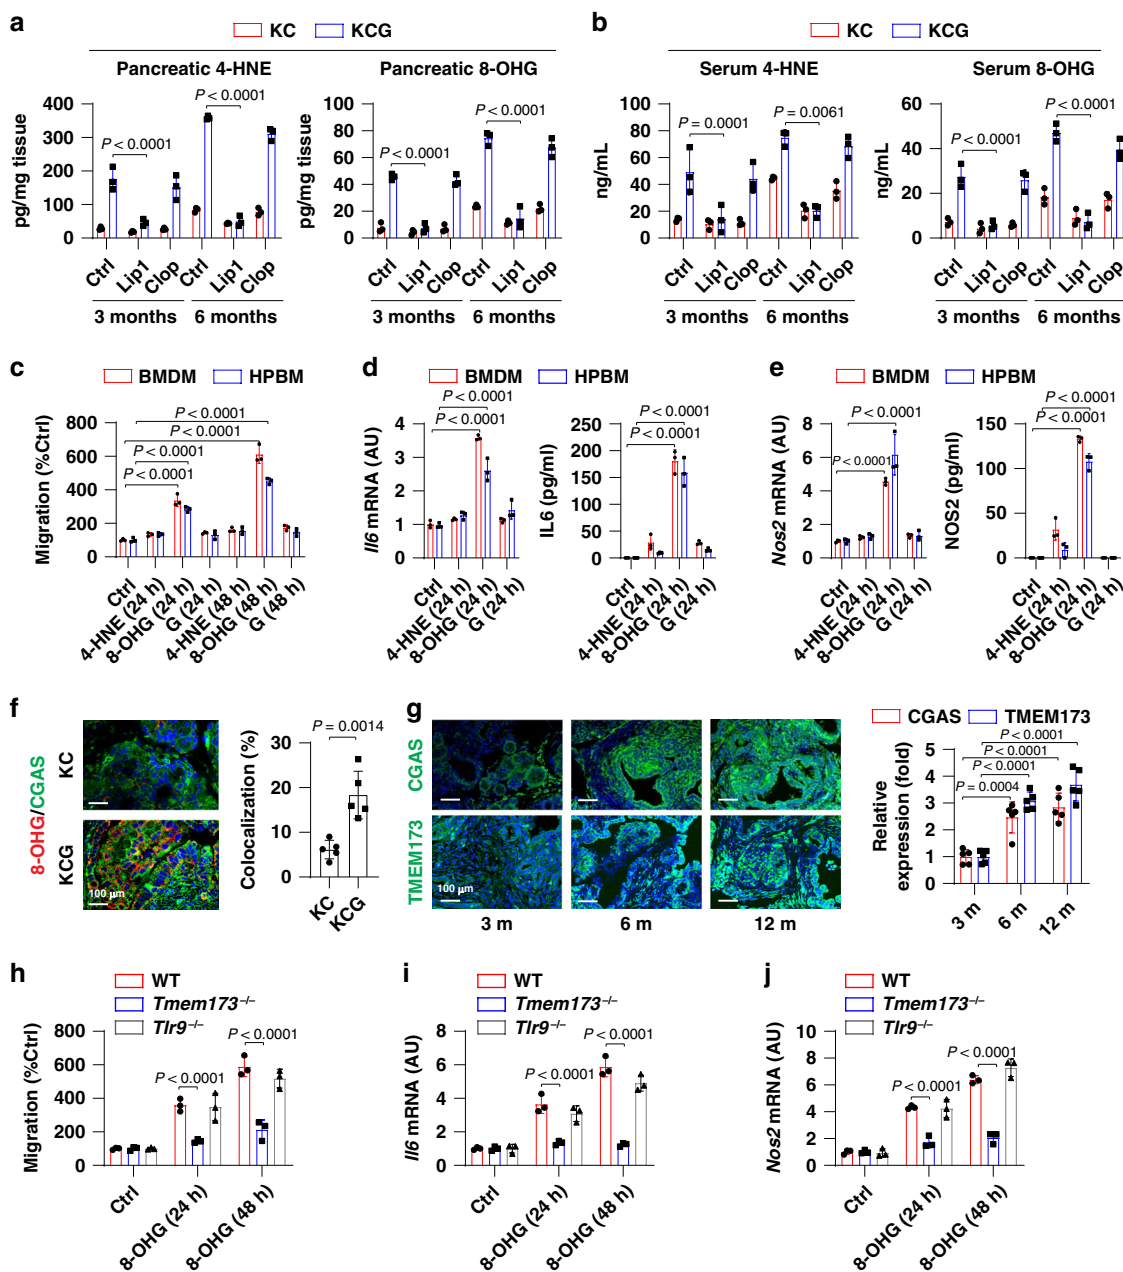 a
KC KCG
Pancreatic 4-HNE
pg/mg tissue
400
300
200
100
0
P < 0.0001
P < 0.0001
Ctrl Lip1 Clop Ctrl Lip1 Clop
3 months 6 months
Pancreatic 8-OHG
pg/mg tissue
100
80
60
40
20
0
P < 0.0001
P < 0.0001
Ctrl Lip1 Clop Ctrl Lip1 Clop
3 months 6 months
b
KC KCG
Serum 4-HNE
ng/mL
100
80
60
40
20
0
P = 0.0001
P = 0.0061
Ctrl Lip1 Clop Ctrl Lip1 Clop
3 months 6 months
Serum 8-OHG
ng/mL
60
40
20
0
P < 0.0001
P < 0.0001
Ctrl Lip1 Clop Ctrl Lip1 Clop
3 months 6 months
c
BMDM HPBM
Migration (%Ctrl)
800
600
400
200
0
P < 0.0001
P < 0.0001
P < 0.0001
P < 0.0001
Ctrl
4-HNE (24 h)
8-OHG (24 h)
G (24 h)
4-HNE (48 h)
8-OHG (48 h)
G (48 h)
d
BMDM HPBM
Il6 mRNA (AU)
4
3
2
1
0
P < 0.0001
P < 0.0001
Ctrl
4-HNE (24 h)
8-OHG (24 h)
G (24 h)
IL6 (pg/ml)
250
200
150
100
50
0
P < 0.0001
P < 0.0001
Ctrl
4-HNE (24 h)
8-OHG (24 h)
G (24 h)
e
BMDM HPBM
Nos2 mRNA (AU)
8
6
4
2
0
P < 0.0001
P < 0.0001
Ctrl
4-HNE (24 h)
8-OHG (24 h)
G (24 h)
NOS2 (pg/ml)
150
100
50
0
P < 0.0001
P < 0.0001
Ctrl
4-HNE (24 h)
8-OHG (24 h)
G (24 h)
f
8-OHG/CGAS
KC
KCG
100 µm
Colocalization (%)
30
20
10
0
P = 0.0014
KC
KCG
g
CGAS
TMEM173
100 µm
3 m 6 m 12 m
CGAS TMEM173
Relative
expression (fold)
5
4
3
2
1
0
P < 0.0001
P < 0.0001
P < 0.0001
P = 0.0004
3 m
6 m
12 m
h
WT
Tmem173–/–
Tlr9–/–
Migration (%Ctrl)
800
600
400
200
0
P < 0.0001
P < 0.0001
Ctrl
8-OHG (24 h)
8-OHG (48 h)
i
WT
Tmem173–/–
Tlr9–/–
Il6 mRNA (AU)
8
6
4
2
0
P < 0.0001
P < 0.0001
Ctrl
8-OHG (24 h)
8-OHG (48 h)
j
WT
Tmem173–/–
Tlr9–/–
Nos2 mRNA (AU)
10
8
6
4
2
0
P < 0.0001
P < 0.0001
Ctrl
8-OHG (24 h)
8-OHG (48 h)